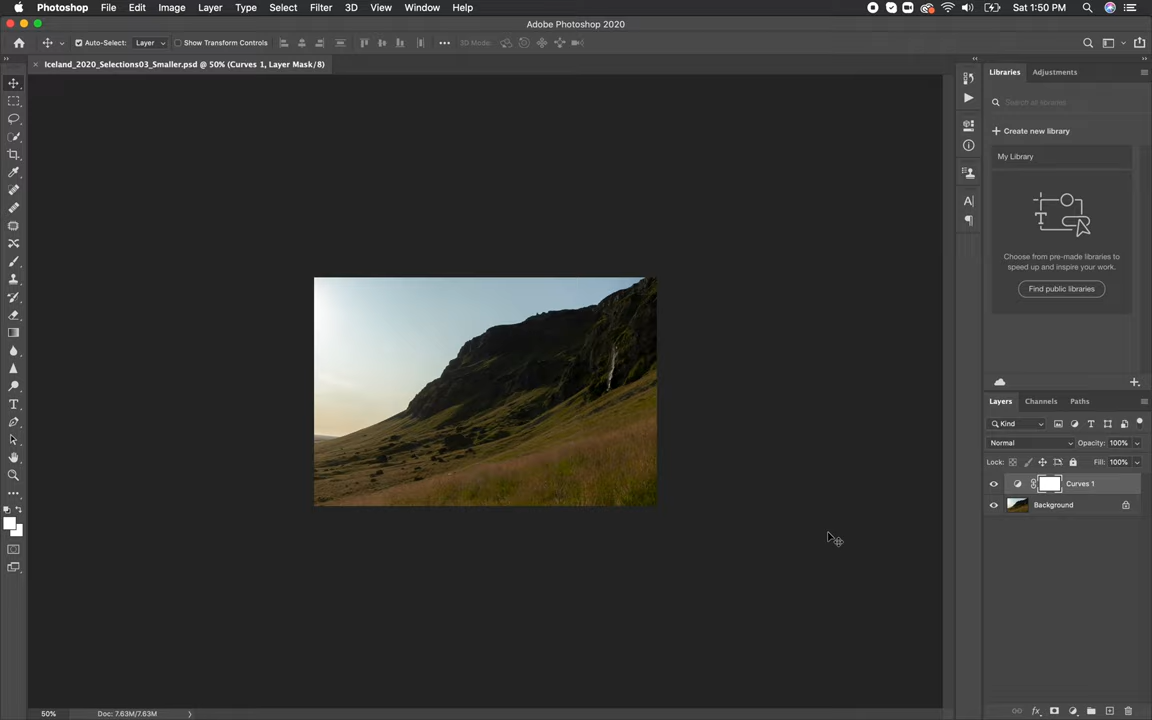 Photoshop File Edit Image Layer Type Select Filter 3D View Window Help Sat 1:50 PM
Adobe Photoshop 2020
Auto-Select: Layer Show Transform Controls 3D Mode:
Iceland_2020_Selections03_Smaller.psd @ 50% (Curves 1, Layer Mask/8)
Libraries Adjustments
Search all libraries
+ Create new library
My Library
Choose from pre-made libraries to
speed up and inspire your work.
Find public libraries
Layers Channels Paths
Kind
Normal Opacity: 100%
Lock: Fill: 100%
Curves 1
Background
50% Doc: 7.63M/7.63M